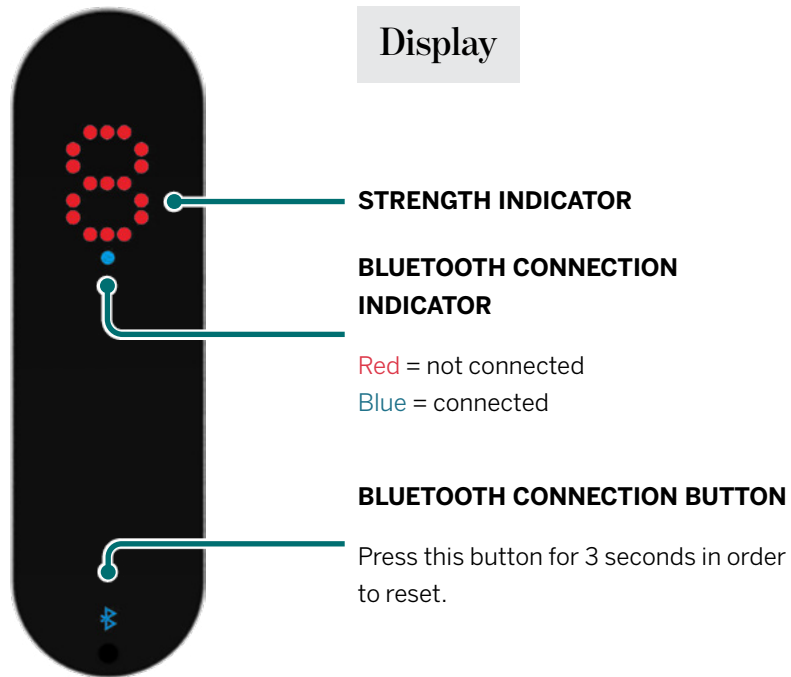 Display
8
STRENGTH INDICATOR
BLUETOOTH CONNECTION
INDICATOR
Red = not connected
Blue = connected
BLUETOOTH CONNECTION BUTTON
Press this button for 3 seconds in order
to reset.